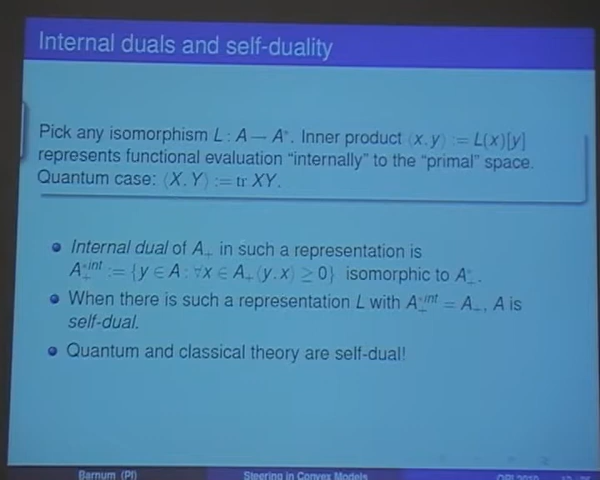 Internal duals and self-duality
Pick any isomorphism L : A → A*. Inner product ⟨x, y⟩ := L(x)[y]
represents functional evaluation “internally” to the “primal” space.
Quantum case: ⟨X, Y⟩ := tr XY.
Internal dual of A₊ in such a representation is
A₊*ⁱⁿᵗ := {y ∈ A : ∀x ∈ A₊⟨y, x⟩ ≥ 0} isomorphic to A₊*.
When there is such a representation L with A₊*ⁱⁿᵗ = A₊, A is
self-dual.
Quantum and classical theory are self-dual!
Barnum (PI)
Steering in Convex Models